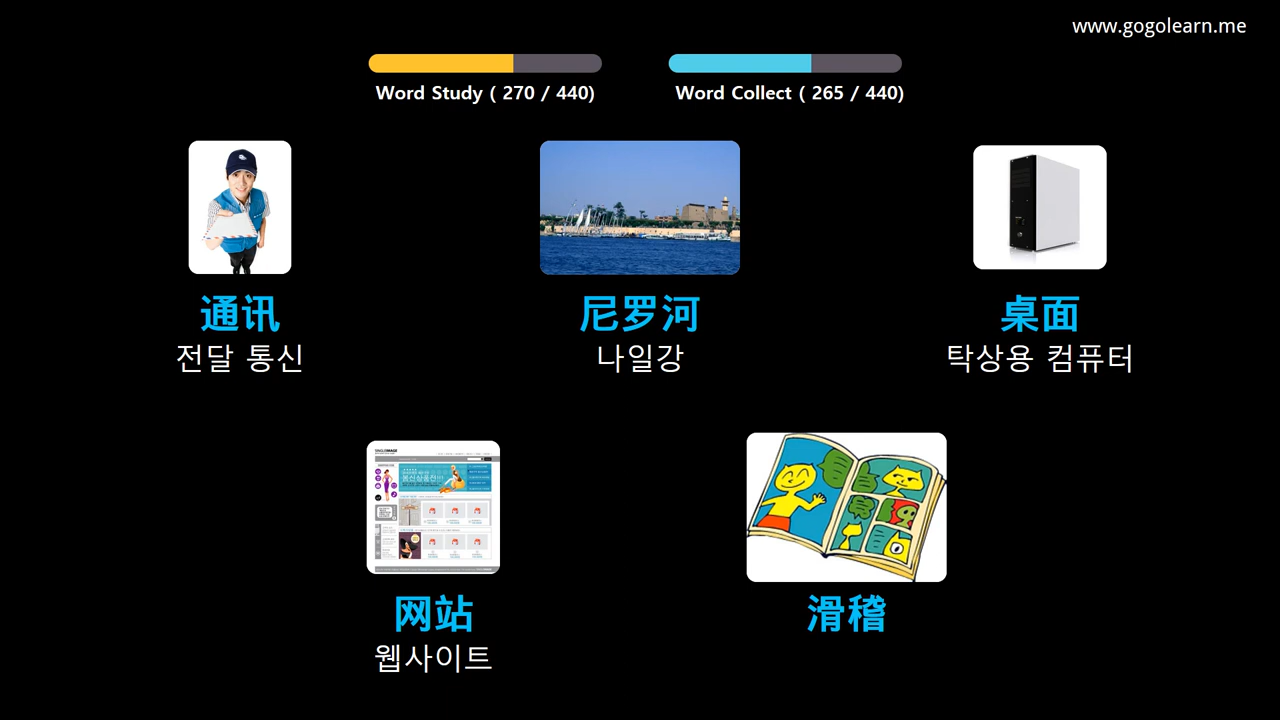 www.gogolearn.me
Word Study ( 270 / 440)
Word Collect ( 265 / 440)
通讯
전달 통신
尼罗河
나일강
桌面
탁상용 컴퓨터
网站
웹사이트
滑稽